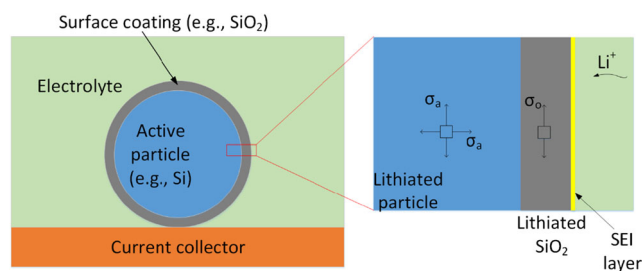 Surface coating (e.g., SiO₂)
Electrolyte
Active
particle
(e.g., Si)
Current collector
Li⁺
σₐ
σₐ
σₒ
Lithiated
particle
Lithiated
SiO₂
SEI
layer